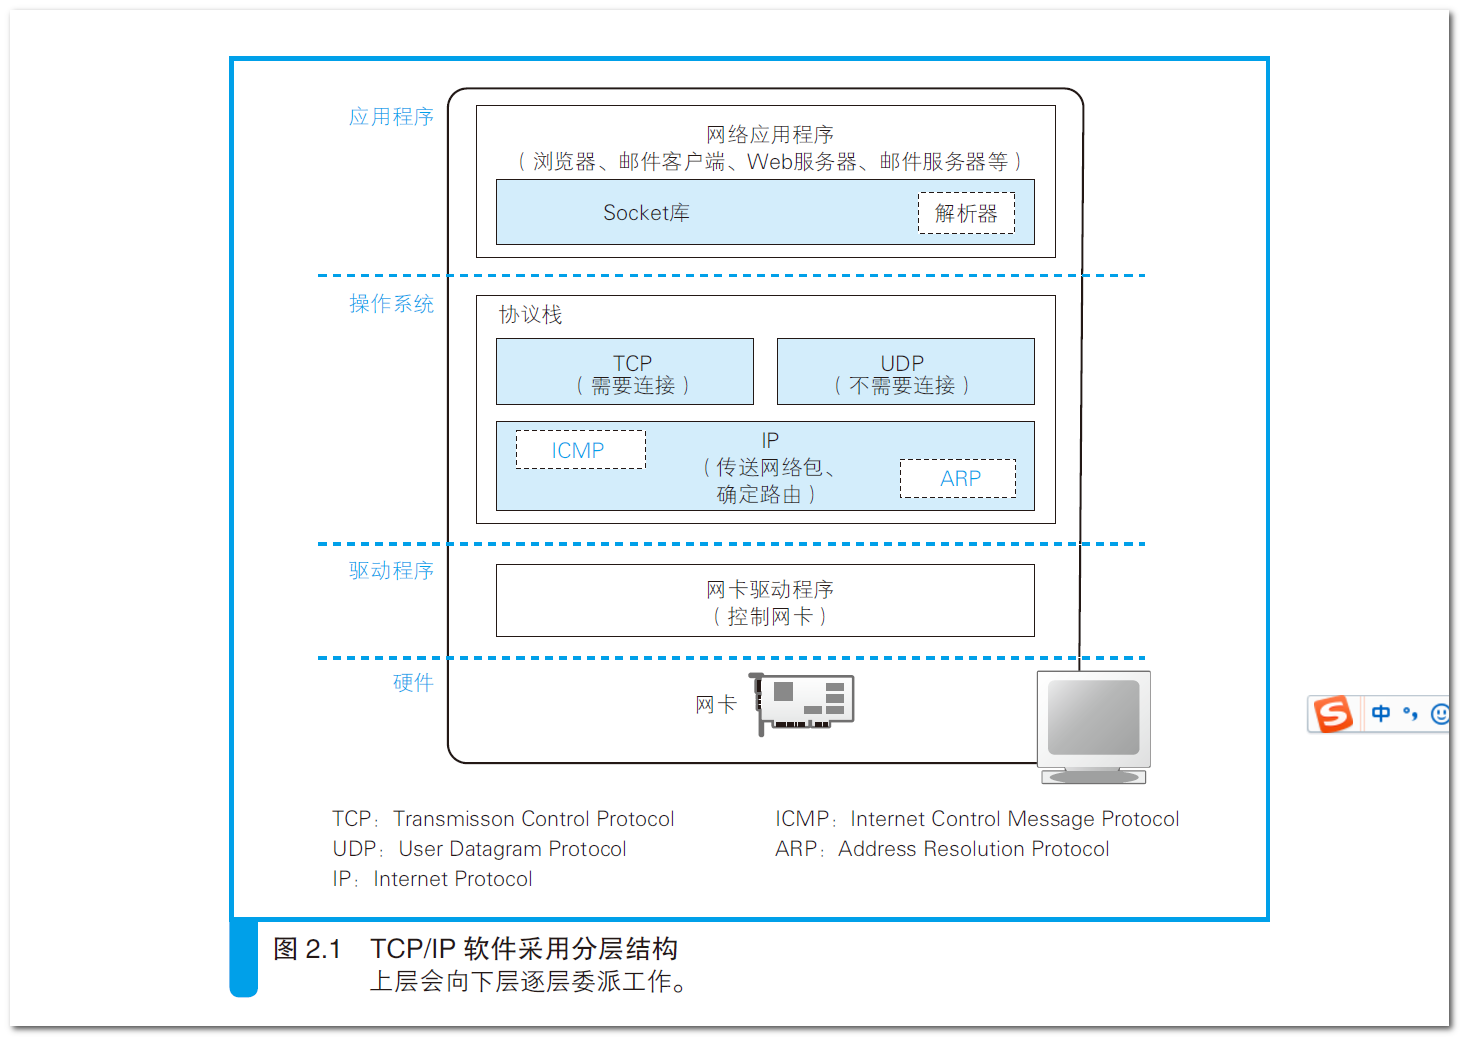 应用程序
网络应用程序
（浏览器、邮件客户端、Web服务器、邮件服务器等）
Socket库
解析器
操作系统
协议栈
TCP
（需要连接）
UDP
（不需要连接）
ICMP
IP
（传送网络包、
确定路由）
ARP
驱动程序
网卡驱动程序
（控制网卡）
硬件
网卡
中 °，
TCP：Transmisson Control Protocol
UDP：User Datagram Protocol
IP：Internet Protocol
ICMP：Internet Control Message Protocol
ARP：Address Resolution Protocol
图 2.1 TCP/IP 软件采用分层结构
上层会向下层逐层委派工作。